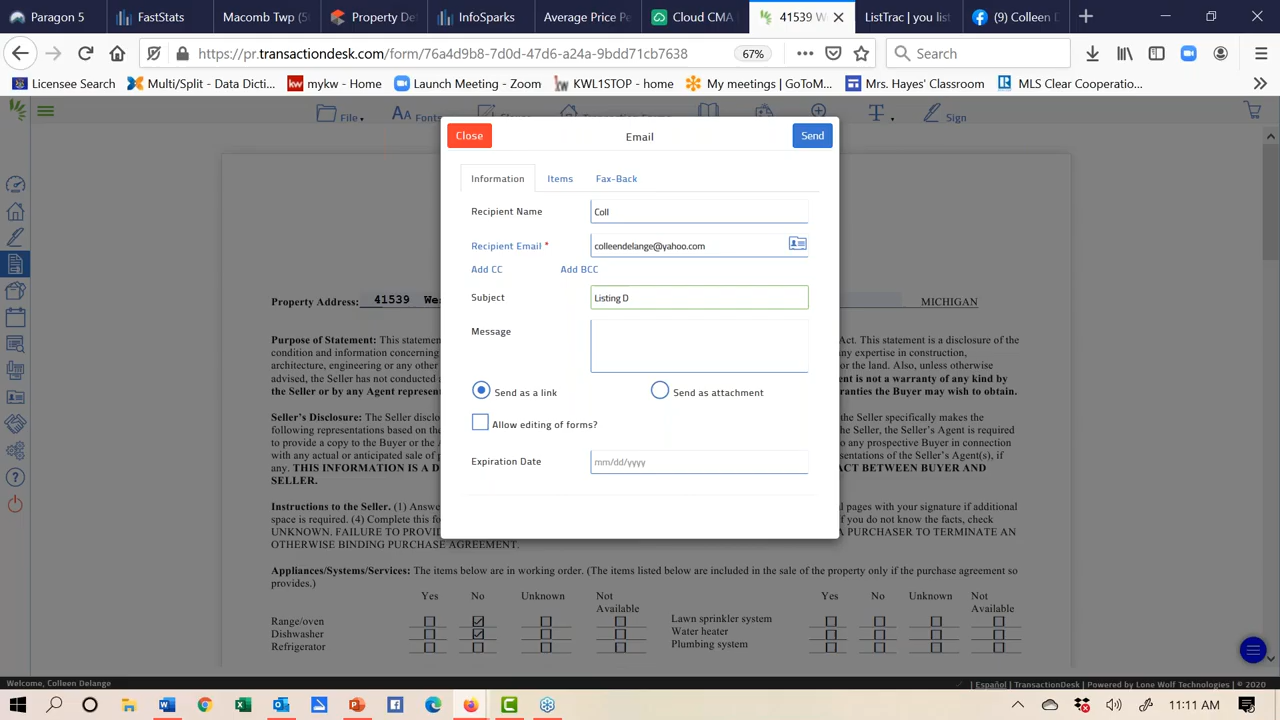 Paragon 5
FastStats
Macomb Twp (5
Property De
InfoSparks
Average Price Pe
Cloud CMA
41539 W
ListTrac | you list
(9) Colleen D
https://pr.transactiondesk.com/form/76a4d9b8-7d0d-47d6-a24a-9bdd71cb7638
67%
Search
Licensee Search
Multi/Split - Data Dicti...
mykw - Home
Launch Meeting - Zoom
KWL1STOP - home
My meetings | GoToM...
Mrs. Hayes' Classroom
MLS Clear Cooperatio...
File
Fonts
Sign
Close
Email
Send
Information
Items
Fax-Back
Recipient Name
Coll
Recipient Email *
colleendelange@yahoo.com
Add CC
Add BCC
Subject
Listing D
Message
Send as a link
Send as attachment
Allow editing of forms?
Expiration Date
mm/dd/yyyy
Property Address: 41539 We
MICHIGAN
Purpose of Statement: This statement
Act. This statement is a disclosure of the
condition and information concerning
any expertise in construction,
architecture, engineering or any other
or the land. Also, unless otherwise
advised, the Seller has not conducted a
ent is not a warranty of any kind by
the Seller or by any Agent represent
rranties the Buyer may wish to obtain.
Seller's Disclosure: The Seller disclo
the Seller specifically makes the
following representations based on the
, the Seller's Agent is required
to provide a copy to the Buyer or the A
to any prospective Buyer in connection
with any actual or anticipated sale of p
sentations of the Seller's Agent(s), if
any. THIS INFORMATION IS A D
ACT BETWEEN BUYER AND
SELLER.
Instructions to the Seller. (1) Answe
l pages with your signature if additional
space is required. (4) Complete this fo
If you do not know the facts, check
UNKNOWN. FAILURE TO PROVID
A PURCHASER TO TERMINATE AN
OTHERWISE BINDING PURCHASE AGREEMENT.
Appliances/Systems/Services: The items below are in working order. (The items listed below are included in the sale of the property only if the purchase agreement so
provides.)
Yes No Unknown Not Available
Yes No Unknown Not Available
Range/oven
Lawn sprinkler system
Dishwasher
Water heater
Refrigerator
Plumbing system
Welcome, Colleen Delange
| Español | TransactionDesk | Powered by Lone Wolf Technologies | © 2020
11:11 AM